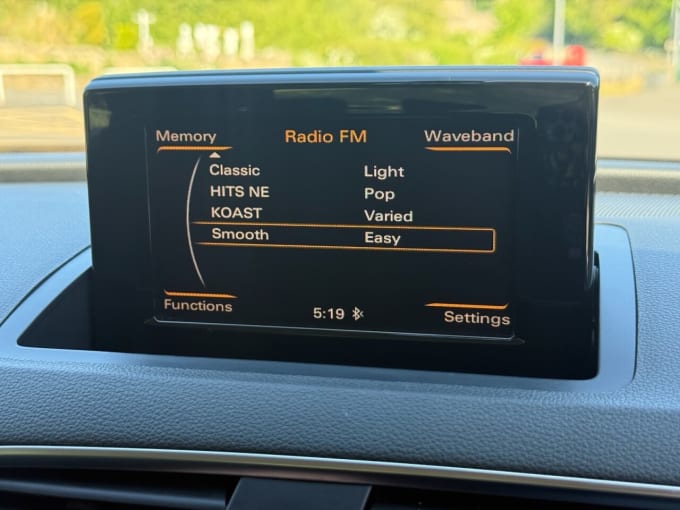 Memory Radio FM Waveband
Classic Light
HITS NE Pop
KOAST Varied
Smooth Easy
Functions 5:19 Settings